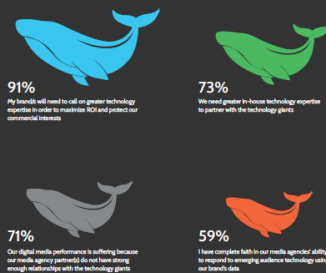 91%
My brand/s will need to call on greater technology
expertise in order to maximize ROI and protect our
commercial interests
73%
We need greater in-house technology expertise
to partner with the technology giants
71%
Our digital media performance is suffering because
our media agency partner(s) do not have strong
enough relationships with the technology giants
59%
I have complete faith in our media agencies' ability
to respond to emerging audience technology using
our brand's data